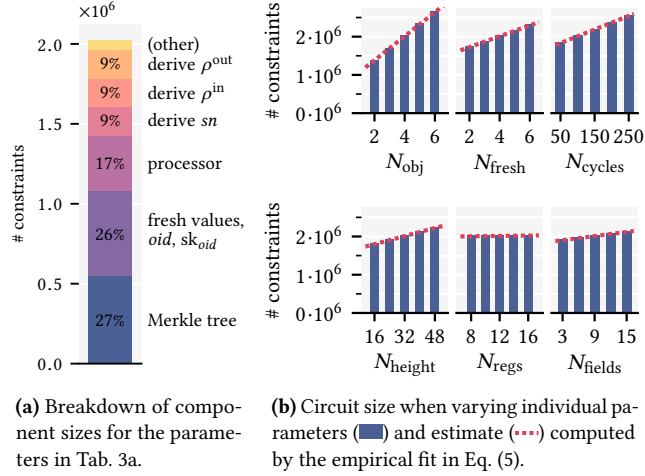 ×10⁶
2.0
1.5
1.0
0.5
0.0
# constraints
(other)
9% derive ρᵒᵘᵗ
9% derive ρⁱⁿ
9% derive sn
17% processor
26% fresh values, oid, sk_oid
27% Merkle tree
(a) Breakdown of compo-
nent sizes for the parame-
ters in Tab. 3a.
# constraints
2·10⁶
1·10⁶
0·10⁶
2 4 6
N_obj
2 4 6
N_fresh
50 150 250
N_cycles
# constraints
2·10⁶
1·10⁶
0·10⁶
16 32 48
N_height
8 12 16
N_regs
3 9 15
N_fields
(b) Circuit size when varying individual pa-
rameters ( ) and estimate ( ) computed
by the empirical fit in Eq. (5).